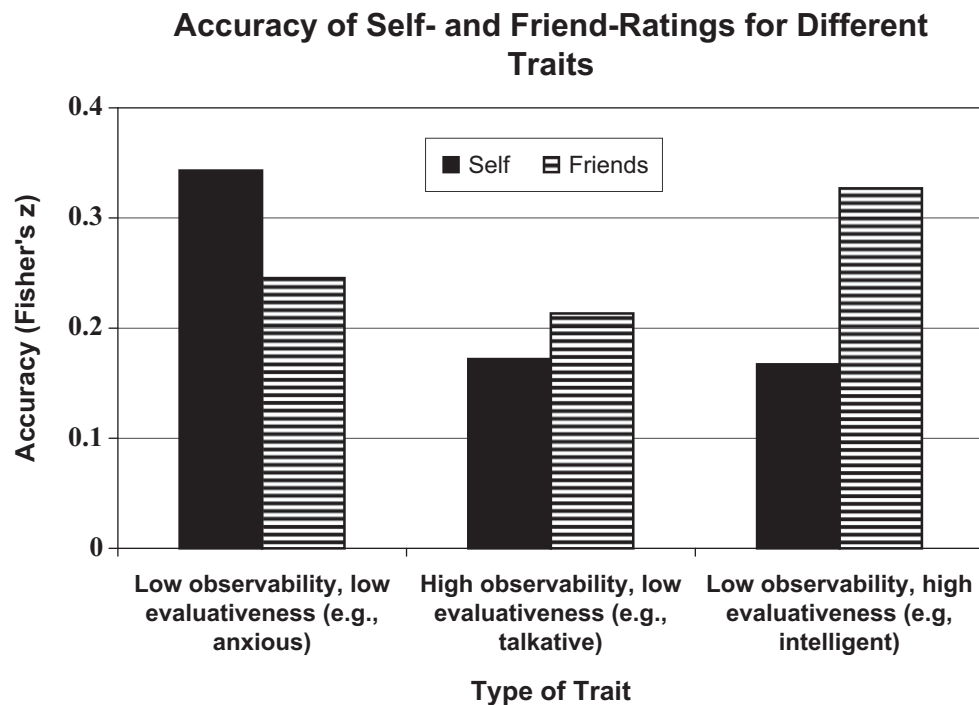 Accuracy of Self- and Friend-Ratings for Different
Traits
0.4
Self Friends
0.3
0.2
0.1
0
Accuracy (Fisher's z)
Low observability, low
evaluativeness (e.g.,
anxious)
High observability, low
evaluativeness (e.g.,
talkative)
Low observability, high
evaluativeness (e.g,
intelligent)
Type of Trait